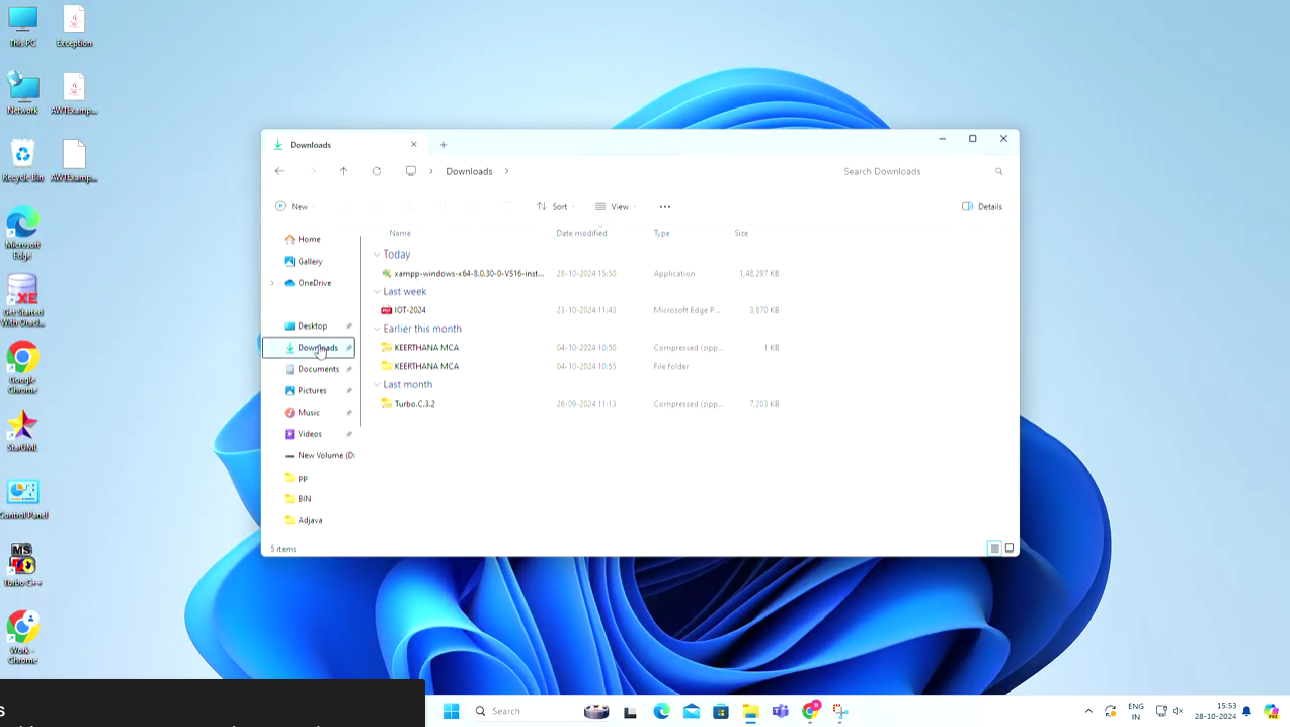 This PC
Exception
Network
AWTExamp...
Recycle Bin
AWTExamp...
Microsoft
Edge
Get Started
With Oracl...
Google
Chrome
StarUML
Control Panel
MS
Turbo C++
Work -
Chrome
Downloads
Downloads
Search Downloads
New
Sort
View
Details
Home
Gallery
OneDrive
Desktop
Downloads
Documents
Pictures
Music
Videos
New Volume (D:
pp
BIN
Adjava
Name Date modified Type Size
Today
xampp-windows-x64-8.0.30-0-VS16-inst... 28-10-2024 15:50 Application 1,48,297 KB
Last week
IOT-2024 23-10-2024 11:43 Microsoft Edge P... 3,870 KB
Earlier this month
KEERTHANA MCA 04-10-2024 10:50 Compressed (zipp... 1 KB
KEERTHANA MCA 04-10-2024 10:55 File folder
Last month
Turbo.C.3.2 26-09-2024 11:13 Compressed (zipp... 7,203 KB
5 items
Search
ENG
IN
15:53
28-10-2024